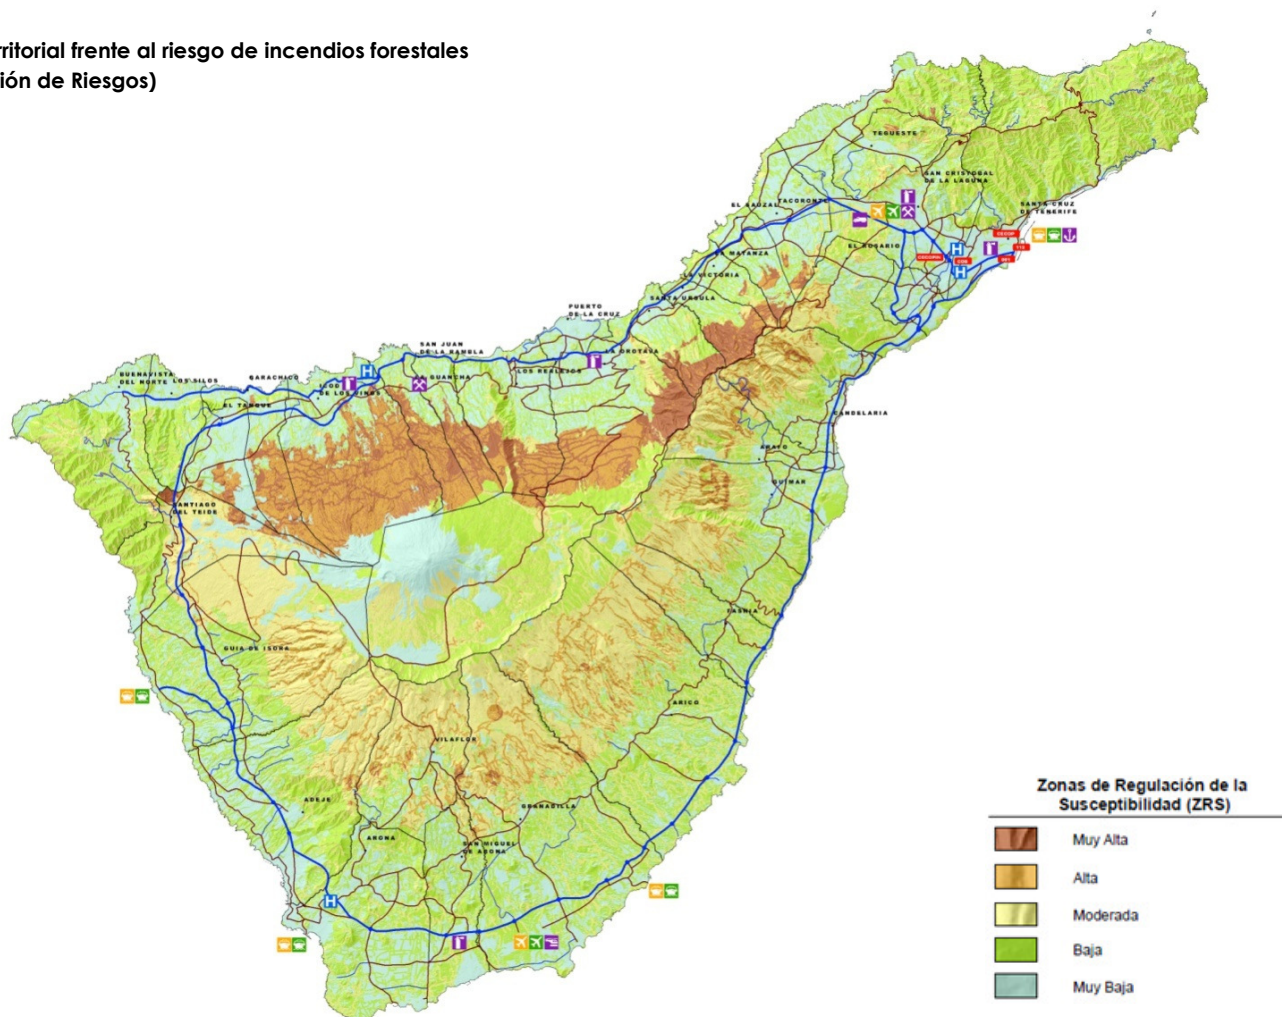 rritorial frente al riesgo de incendios forestales
ión de Riesgos)
TEGUESTE
SAN CRISTOBAL
DE LA LAGUNA
EL SAUZAL
TACORONTE
SANTA CRUZ
DE TENERIFE
CECOP
112
EL ROSARIO
LA MATANZA
LA VICTORIA
SANTA URSULA
PUERTO
DE LA CRUZ
SAN JUAN
DE LA RAMBLA
LA OROTAVA
BUENAVISTA
DEL NORTE
LOS SILOS
GARACHICO
ICOD
DE LOS VINOS
LA GUANCHA
LOS REALEJOS
EL TANQUE
CANDELARIA
ARAFO
GUIMAR
SANTIAGO
DEL TEIDE
FASNIA
GUIA DE ISORA
ARICO
VILAFLOR
ADEJE
GRANADILLA
ARONA
SAN MIGUEL
DE ABONA
H
H
H
H
Zonas de Regulación de la
Susceptibilidad (ZRS)
Muy Alta
Alta
Moderada
Baja
Muy Baja